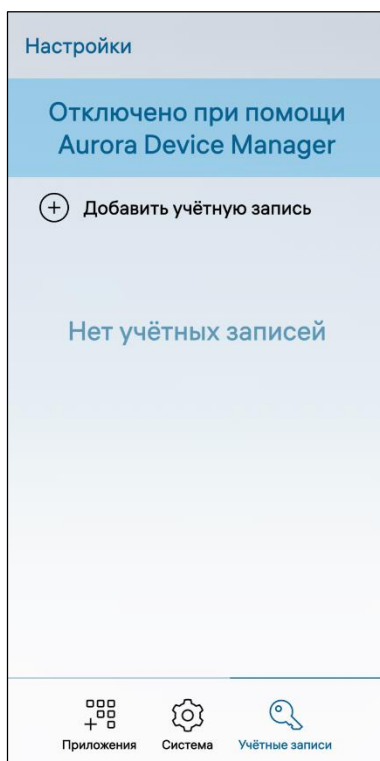 Настройки
Отключено при помощи
Aurora Device Manager
Добавить учётную запись
Нет учётных записей
Приложения
Система
Учётные записи